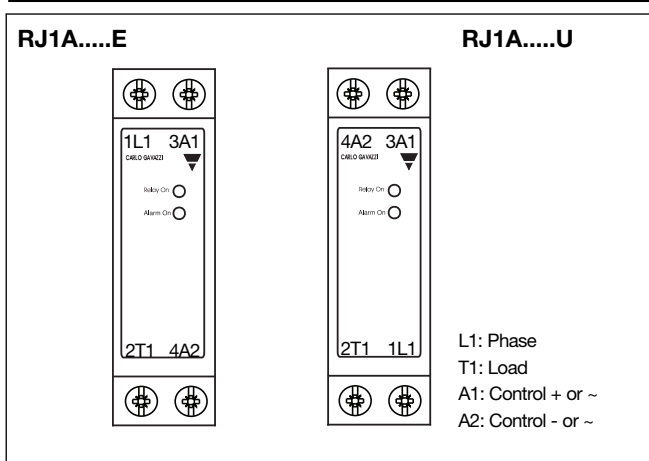 RJ1A.....E RJ1A.....U
1L1 3A1
CARLO GAVAZZI
Relay On
Alarm On
2T1 4A2
4A2 3A1
CARLO GAVAZZI
Relay On
Alarm On
2T1 1L1
L1: Phase
T1: Load
A1: Control + or ~
A2: Control - or ~